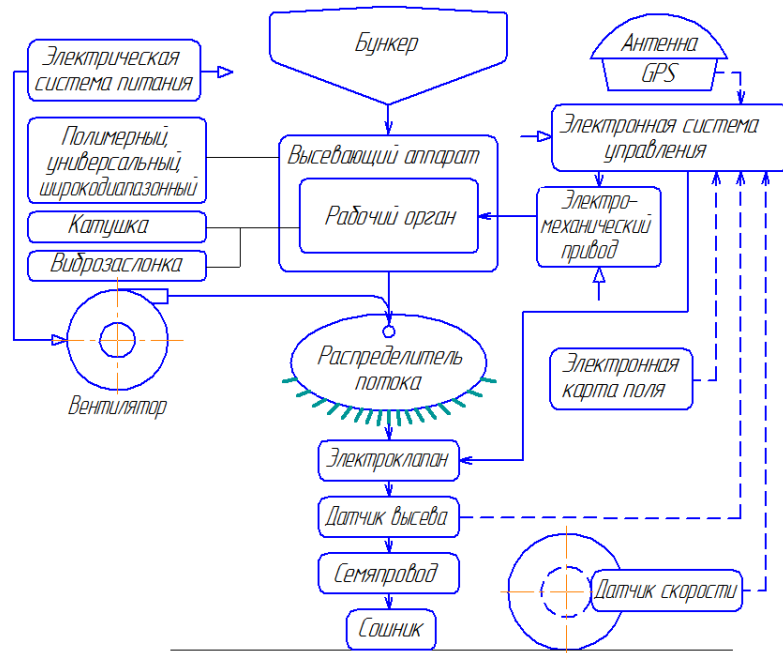 Электрическая
система питания
Бункер
Антенна
GPS
Полимерный,
универсальный,
широкодиапазонный
Высевающий аппарат
Электронная система
управления
Катушка
Рабочий орган
Электро-
механический
привод
Виброзаслонка
Распределитель
потока
Электронная
карта поля
Вентилятор
Электроклапан
Датчик высева
Семяпровод
Датчик скорости
Сошник